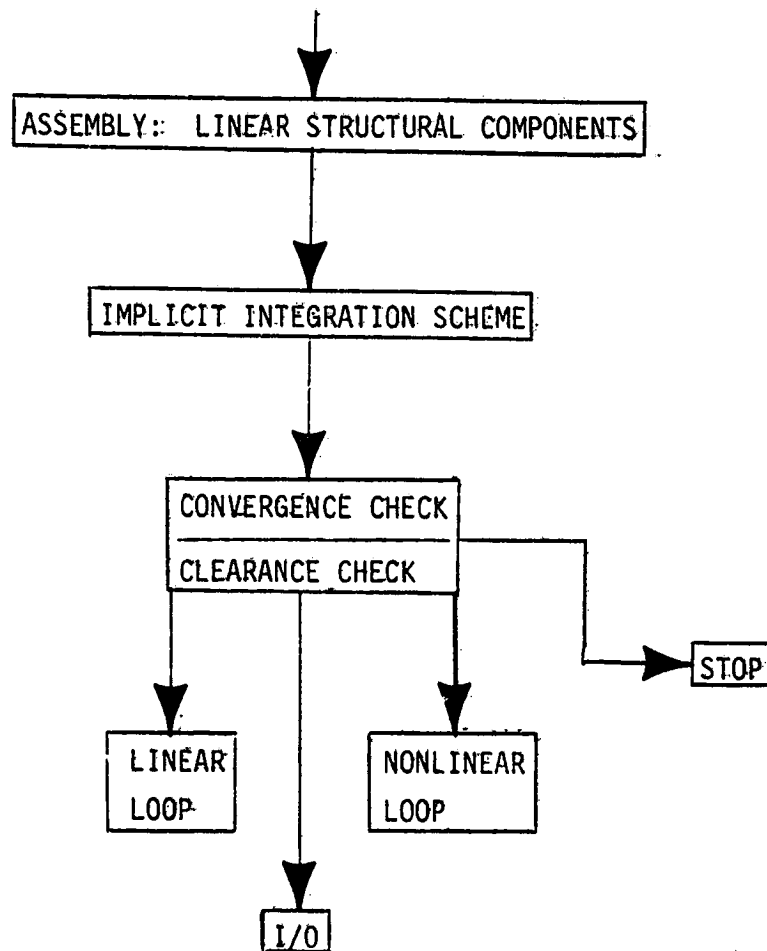 ASSEMBLY:: LINEAR STRUCTURAL COMPONENTS
IMPLICIT INTEGRATION SCHEME
CONVERGENCE CHECK
CLEARANCE CHECK
STOP
LINEAR
LOOP
NONLINEAR
LOOP
I/O